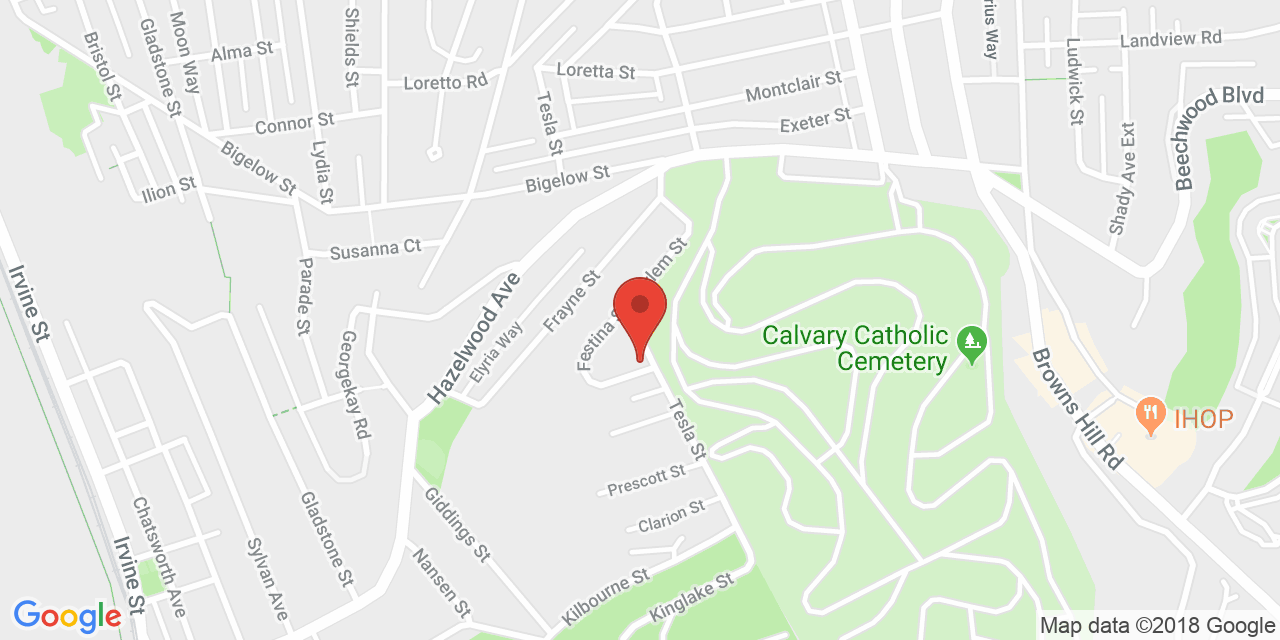 Bristol St
Gladstone St
Moon Way
Alma St
Shields St
Loretto Rd
Loretta St
Tesla St
Montclair St
Exeter St
Ludwick St
Landview Rd
Beechwood Blvd
Shady Ave Ext
Connor St
Lydia St
Bigelow St
Bigelow St
Ilion St
Susanna Ct
Parade St
Irvine St
Georgekay Rd
Hazelwood Ave
Elyria Way
Frayne St
Festina
Calvary Catholic
Cemetery
Browns Hill Rd
IHOP
Tesla St
Prescott St
Clarion St
Giddings St
Gladstone St
Chatsworth Ave
Sylvan Ave
Irvine St
Nansen St
Kilbourne St
Kinglake St
Google
Map data ©2018 Google